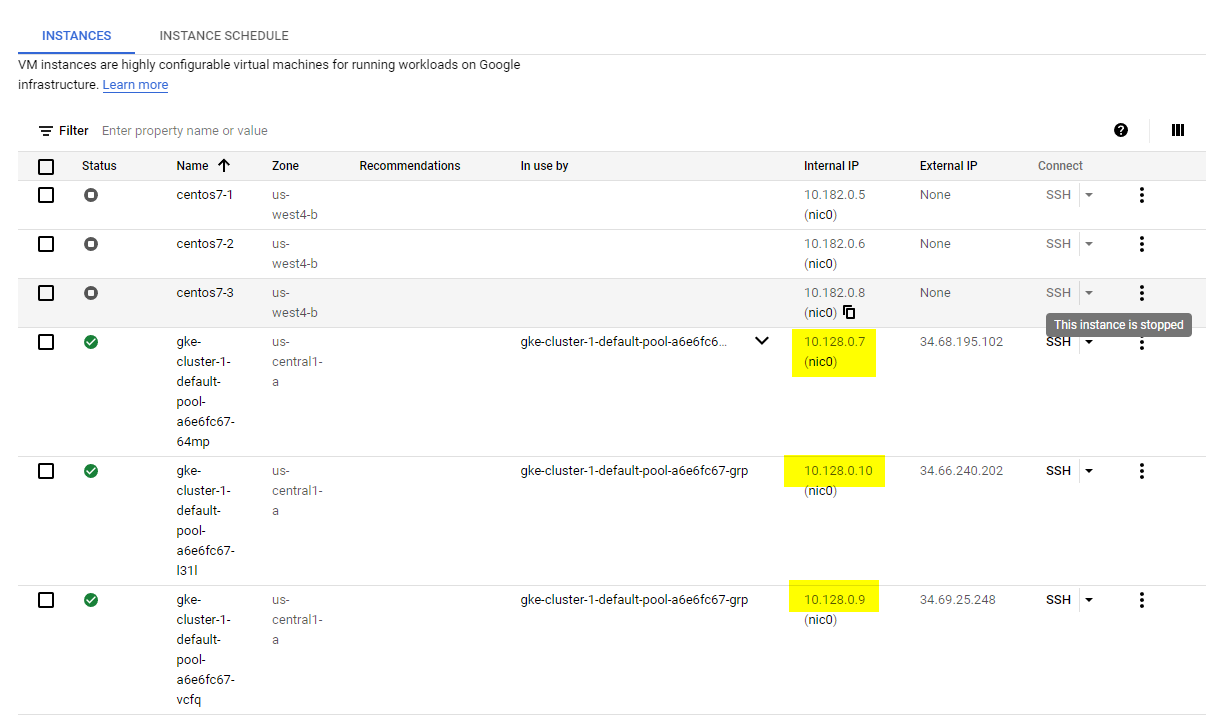 INSTANCES INSTANCE SCHEDULE
VM instances are highly configurable virtual machines for running workloads on Google
infrastructure. Learn more
Filter Enter property name or value
Status Name Zone Recommendations In use by Internal IP External IP Connect
centos7-1 us- 10.182.0.5 None SSH
west4-b (nic0)
centos7-2 us- 10.182.0.6 None SSH
west4-b (nic0)
centos7-3 us- 10.182.0.8 None SSH
west4-b (nic0)
This instance is stopped
gke- us- gke-cluster-1-default-pool-a6e6fc6... 10.128.0.7 34.68.195.102 SSH
cluster-1- central1- (nic0)
default- a
pool-
a6e6fc67-
64mp
gke- us- gke-cluster-1-default-pool-a6e6fc67-grp 10.128.0.10 34.66.240.202 SSH
cluster-1- central1- (nic0)
default- a
pool-
a6e6fc67-
l31l
gke- us- gke-cluster-1-default-pool-a6e6fc67-grp 10.128.0.9 34.69.25.248 SSH
cluster-1- central1- (nic0)
default- a
pool-
a6e6fc67-
vcfq